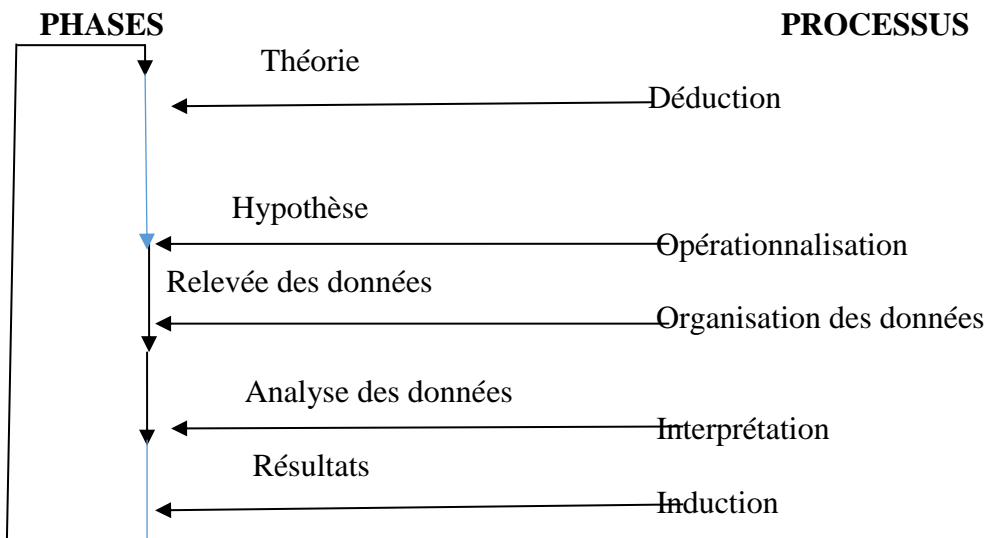 PHASES PROCESSUS
Théorie
Déduction
Hypothèse
Opérationnalisation
Relevée des données
Organisation des données
Analyse des données
Interprétation
Résultats
Induction